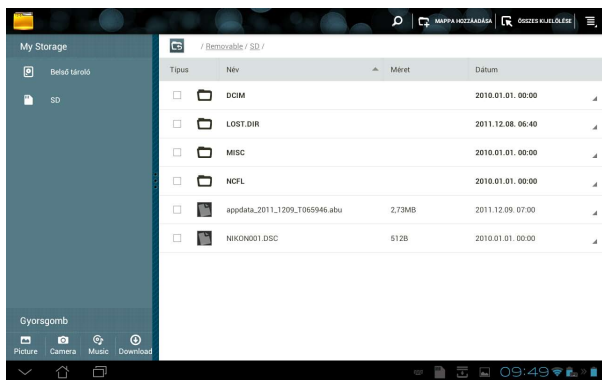 MAPPA HOZZÁADÁSA
ÖSSZES KIJELÖLÉSE
My Storage
/ Removable / SD /
Belső tároló
SD
Típus Név Méret Dátum
DCIM 2010.01.01. 00:00
LOST.DIR 2011.12.08. 06:40
MISC 2010.01.01. 00:00
NCFL 2010.01.01. 00:00
appdata_2011_1209_T065946.abu 2,73MB 2011.12.09. 07:00
NIKON001.DSC 512B 2010.01.01. 00:00
Gyorsgomb
Picture Camera Music Download
09:49